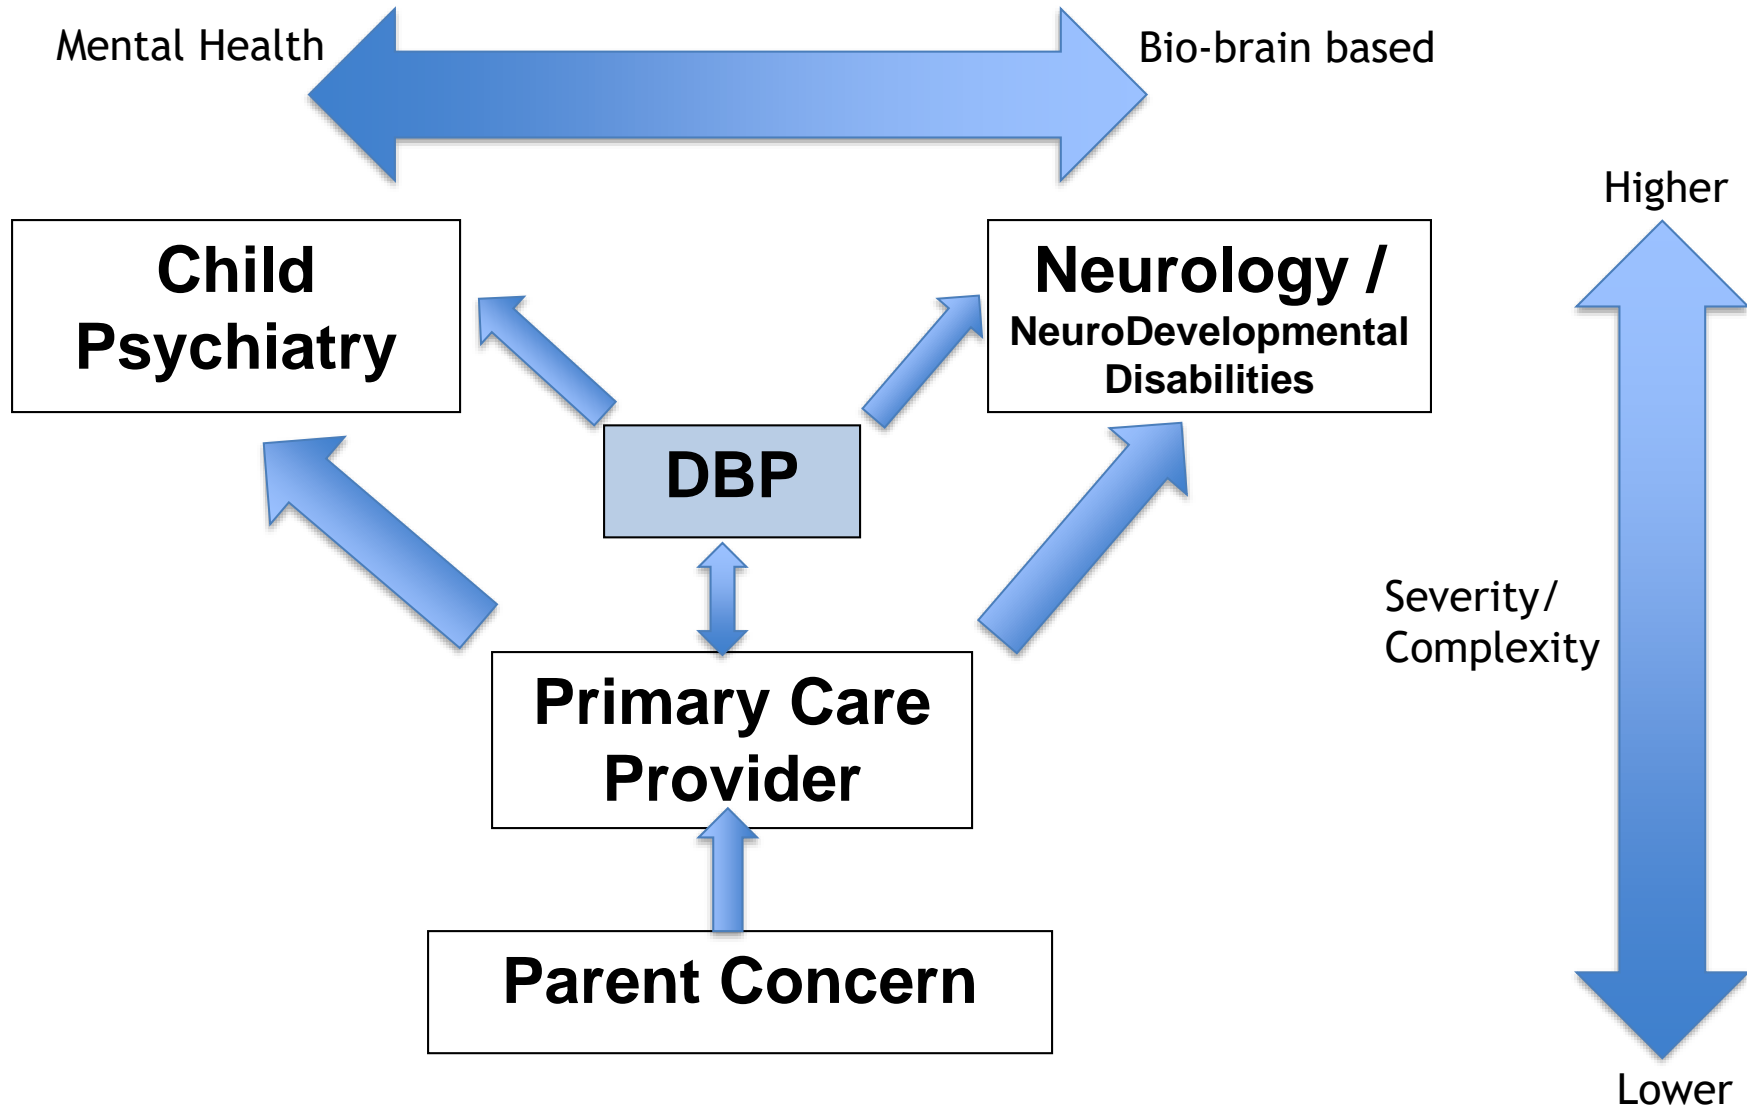 Mental Health
Bio-brain based
Higher
Child
Psychiatry
Neurology /
NeuroDevelopmental
Disabilities
DBP
Severity/
Complexity
Primary Care
Provider
Parent Concern
Lower